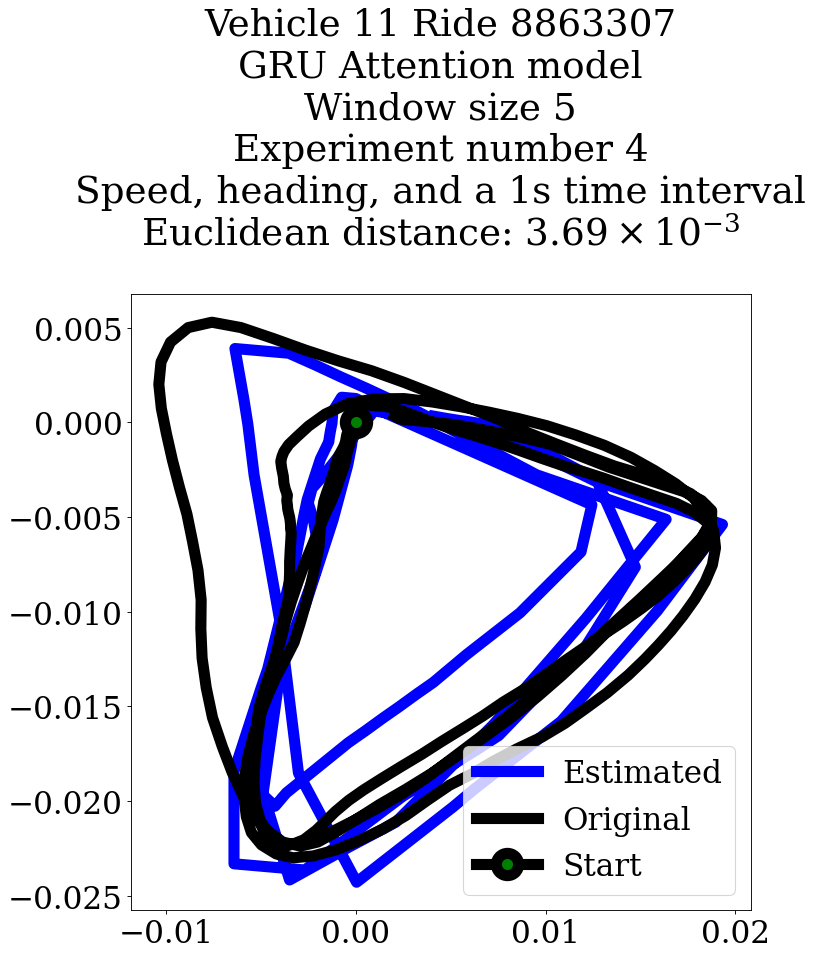 Vehicle 11 Ride 8863307
GRU Attention model
Window size 5
Experiment number 4
Speed, heading, and a 1s time interval
Euclidean distance: 3.69 × 10⁻³
0.005
0.000
−0.005
−0.010
−0.015
−0.020
−0.025
−0.01
0.00
0.01
0.02
Estimated
Original
Start